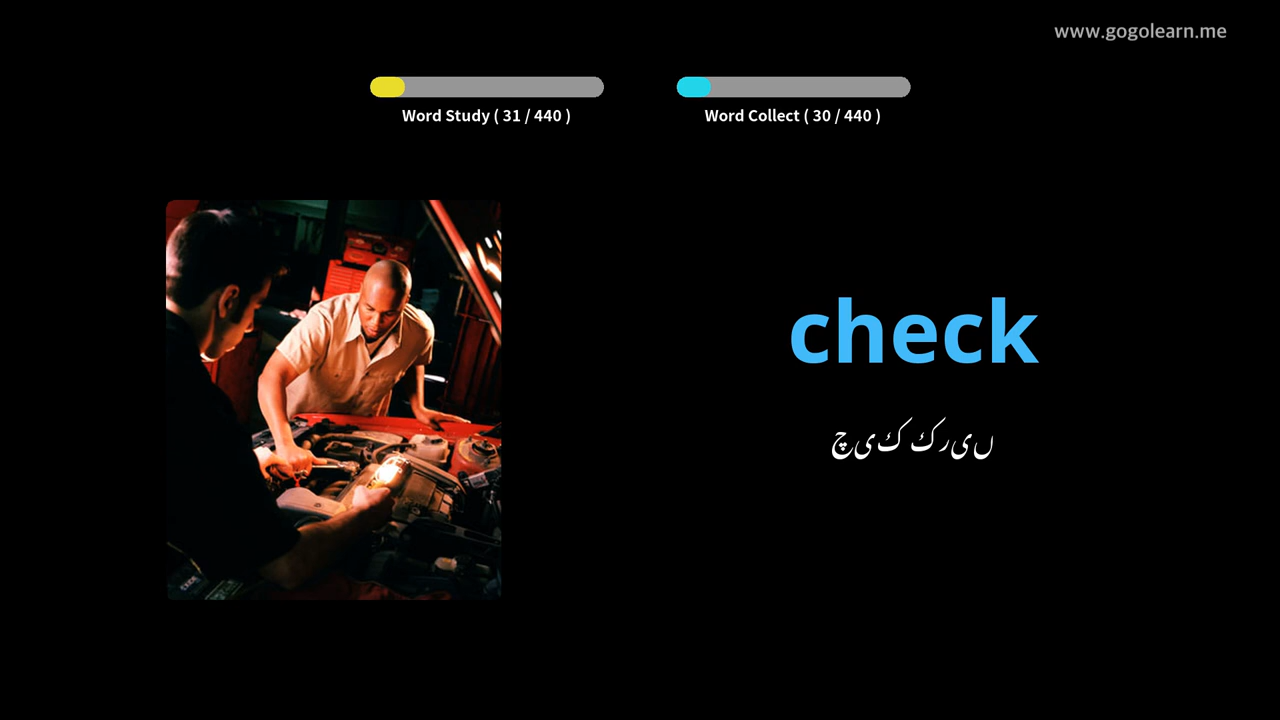 www.gogolearn.me
Word Study ( 31 / 440 )
Word Collect ( 30 / 440 )
check
چیک کریں